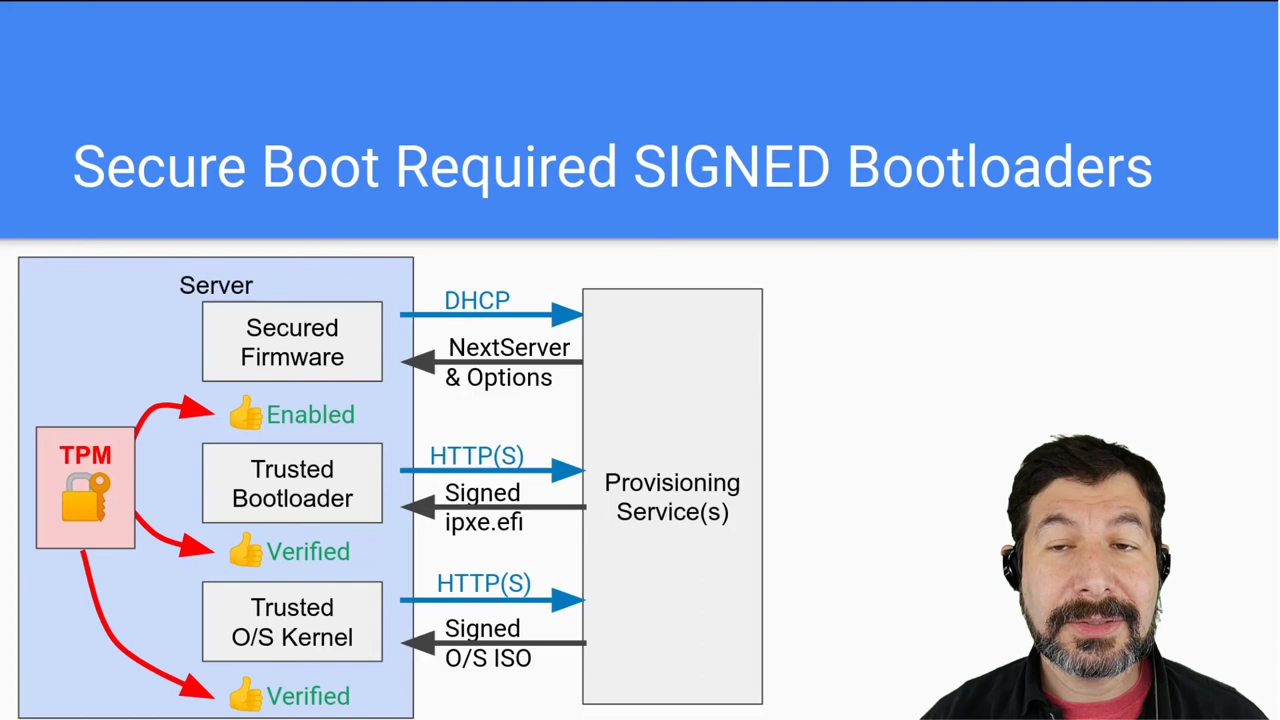 Secure Boot Required SIGNED Bootloaders
Server
Secured
Firmware
DHCP
NextServer
& Options
Enabled
TPM
Trusted
Bootloader
HTTP(S)
Signed
ipxe.efi
Provisioning
Service(s)
Verified
Trusted
O/S Kernel
HTTP(S)
Signed
O/S ISO
Verified